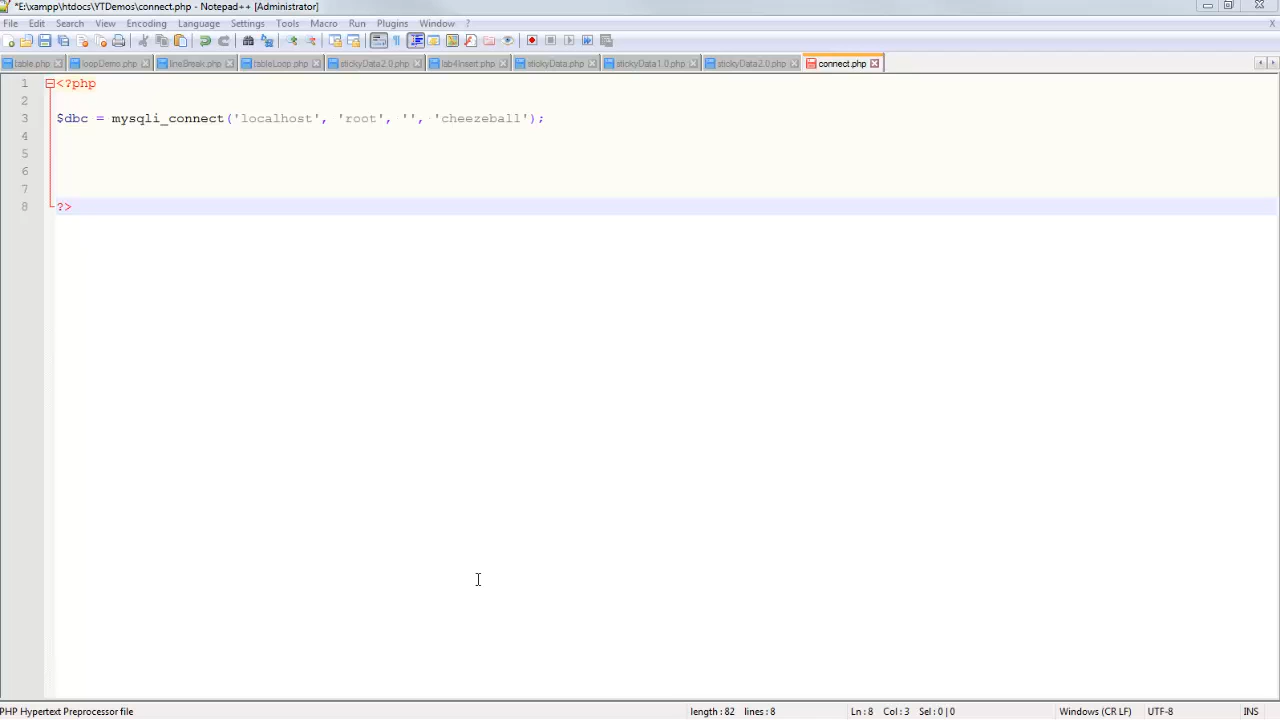 *E:\xampp\htdocs\YTDemos\connect.php - Notepad++ [Administrator]
File Edit Search View Encoding Language Settings Tools Macro Run Plugins Window ?
X
table.php loopDemo.php lineBreak.php tableLoop.php stickyData2.0.php lab4Insert.php stickyData.php stickyData1.0.php stickyData2.0.php connect.php
1 <?php
2
3 $dbc = mysqli_connect('localhost', 'root', '', 'cheezeball');
4
5
6
7
8 ?>
PHP Hypertext Preprocessor file length : 82 lines : 8 Ln : 8 Col : 3 Sel : 0 | 0 Windows (CR LF) UTF-8 INS